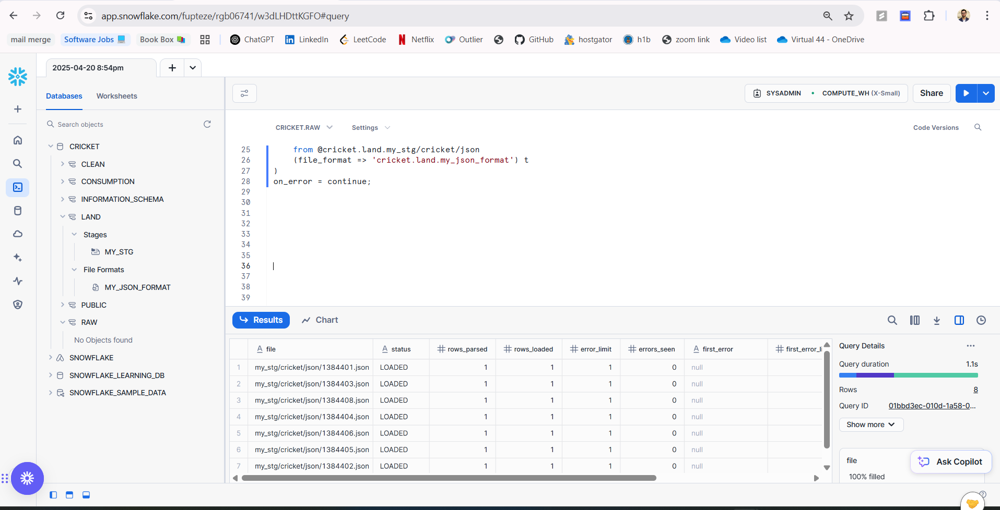 app.snowflake.com/fupteze/rgb06741/w3dLHDttKGFO#query
mail merge Software Jobs Book Box ChatGPT LinkedIn LeetCode Netflix Outlier GitHub hostgator h1b zoom link Video list Virtual 44 - OneDrive
2025-04-20 8:54pm
Databases Worksheets
SYSADMIN • COMPUTE_WH (X-Small) Share
Search objects
CRICKET.RAW Settings Code Versions
CRICKET
CLEAN
CONSUMPTION
INFORMATION_SCHEMA
LAND
Stages
MY_STG
File Formats
MY_JSON_FORMAT
PUBLIC
RAW
No Objects found
SNOWFLAKE
SNOWFLAKE_LEARNING_DB
SNOWFLAKE_SAMPLE_DATA
25 from @cricket.land.my_stg/cricket/json
26 (file_format => 'cricket.land.my_json_format') t
27 )
28 on_error = continue;
29
30
31
32
33
34
35
36
37
38
39
Results Chart
A file A status # rows_parsed # rows_loaded # error_limit # errors_seen A first_error # first_error_li
1 my_stg/cricket/json/1384401.json LOADED 1 1 1 0 null
2 my_stg/cricket/json/1384403.json LOADED 1 1 1 0 null
3 my_stg/cricket/json/1384408.json LOADED 1 1 1 0 null
4 my_stg/cricket/json/1384404.json LOADED 1 1 1 0 null
5 my_stg/cricket/json/1384406.json LOADED 1 1 1 0 null
6 my_stg/cricket/json/1384405.json LOADED 1 1 1 0 null
7 my_stg/cricket/json/1384402.json LOADED 1 1 1 0 null
Query Details ...
Query duration 1.1s
Rows 8
Query ID 01bbd3ec-010d-1a58-0...
Show more
file
100% filled
Ask Copilot